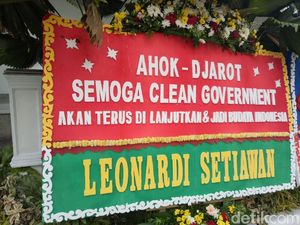 AHOK - DJAROT
SEMOGA CLEAN GOVERNMENT
AKAN TERUS DI LANJUTKAN & JADI BUDAYA INDONESIA
LEONARDI SETIAWAN
detikcom